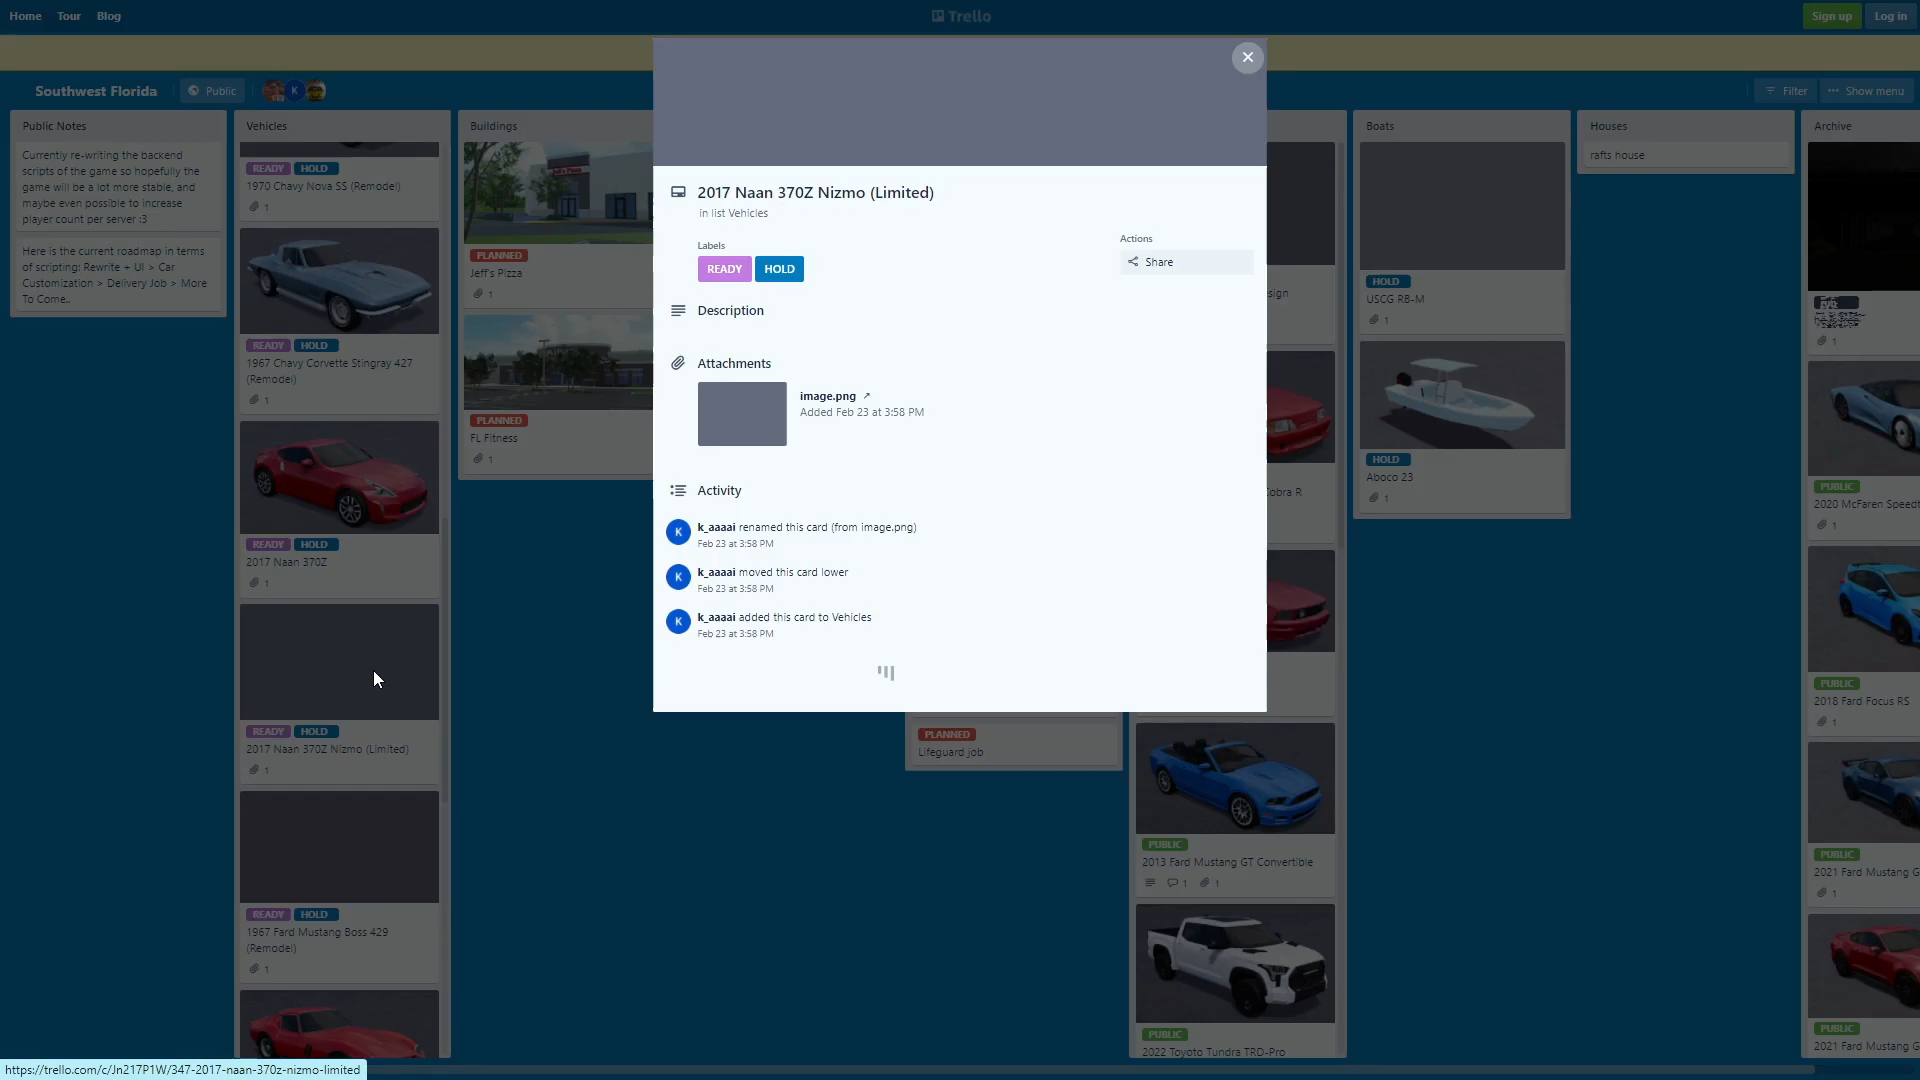 Home
Tour
Blog
Trello
Sign up
Log in
Southwest Florida
Public
K
Filter
Show menu
Public Notes
Currently re-writing the backend
scripts of the game so hopefully the
game will be a lot more stable, and
maybe even possible to increase
player count per server :3
Here is the current roadmap in terms
of scripting: Rewrite + UI > Car
Customization > Delivery Job > More
To Come..
Vehicles
READY HOLD
1970 Chavy Nova SS (Remodel)
1
READY HOLD
1967 Chavy Corvette Stingray 427
(Remodel)
1
READY HOLD
2017 Naan 370Z
1
READY HOLD
2017 Naan 370Z Nizmo (Limited)
1
READY HOLD
1967 Fard Mustang Boss 429
(Remodel)
1
Buildings
Jeff's Pizza
PLANNED
Jeff's Pizza
1
PLANNED
FL Fitness
1
2017 Naan 370Z Nizmo (Limited)
in list Vehicles
Labels
READY HOLD
Actions
Share
Description
Attachments
image.png ↗
Added Feb 23 at 3:58 PM
Activity
K
k_aaaai renamed this card (from image.png)
Feb 23 at 3:58 PM
K
k_aaaai moved this card lower
Feb 23 at 3:58 PM
K
k_aaaai added this card to Vehicles
Feb 23 at 3:58 PM
PLANNED
Lifeguard job
sign
Cobra R
PUBLIC
2013 Fard Mustang GT Convertible
1 1
PUBLIC
2022 Toyoto Tundra TRD-Pro
Boats
HOLD
USCG RB-M
1
HOLD
Aboco 23
1
Houses
rafts house
Archive
1
PUBLIC
2020 McFaren Speedt
1
PUBLIC
2018 Fard Focus RS
1
PUBLIC
2021 Fard Mustang G
1
PUBLIC
2021 Fard Mustang G
https://trello.com/c/Jn217P1W/347-2017-naan-370z-nizmo-limited